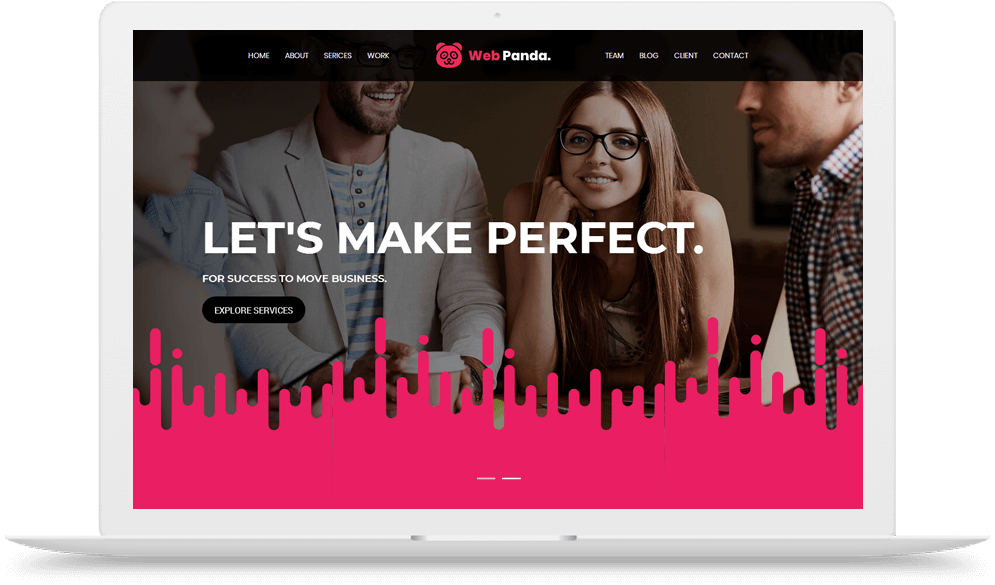 HOME ABOUT SERICES WORK Web Panda. TEAM BLOG CLIENT CONTACT
LET'S MAKE PERFECT.
FOR SUCCESS TO MOVE BUSINESS.
EXPLORE SERVICES